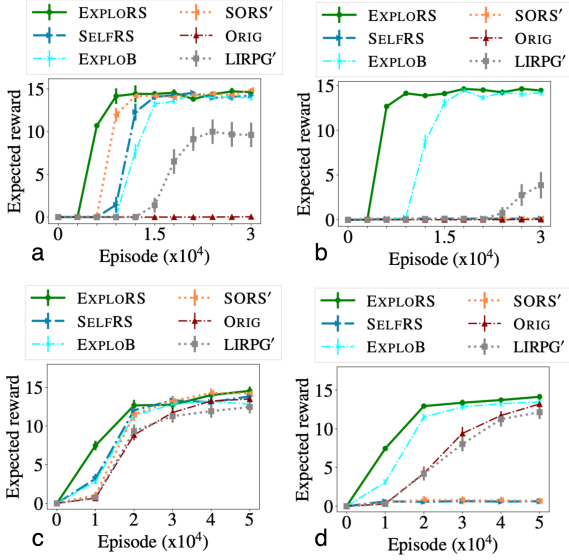 EXPLORS SORS′
SELFRS ORIG
EXPLOB LIRPG′
Expected reward
15
10
5
0
0 1.5 3
Episode (x10⁴)
a
EXPLORS SORS′
SELFRS ORIG
EXPLOB LIRPG′
Expected reward
15
10
5
0
0 1.5 3
Episode (x10⁴)
b
EXPLORS SORS′
SELFRS ORIG
EXPLOB LIRPG′
Expected reward
15
10
5
0
0 1 2 3 4 5
Episode (x10⁴)
c
EXPLORS SORS′
SELFRS ORIG
EXPLOB LIRPG′
Expected reward
15
10
5
0
0 1 2 3 4 5
Episode (x10⁴)
d